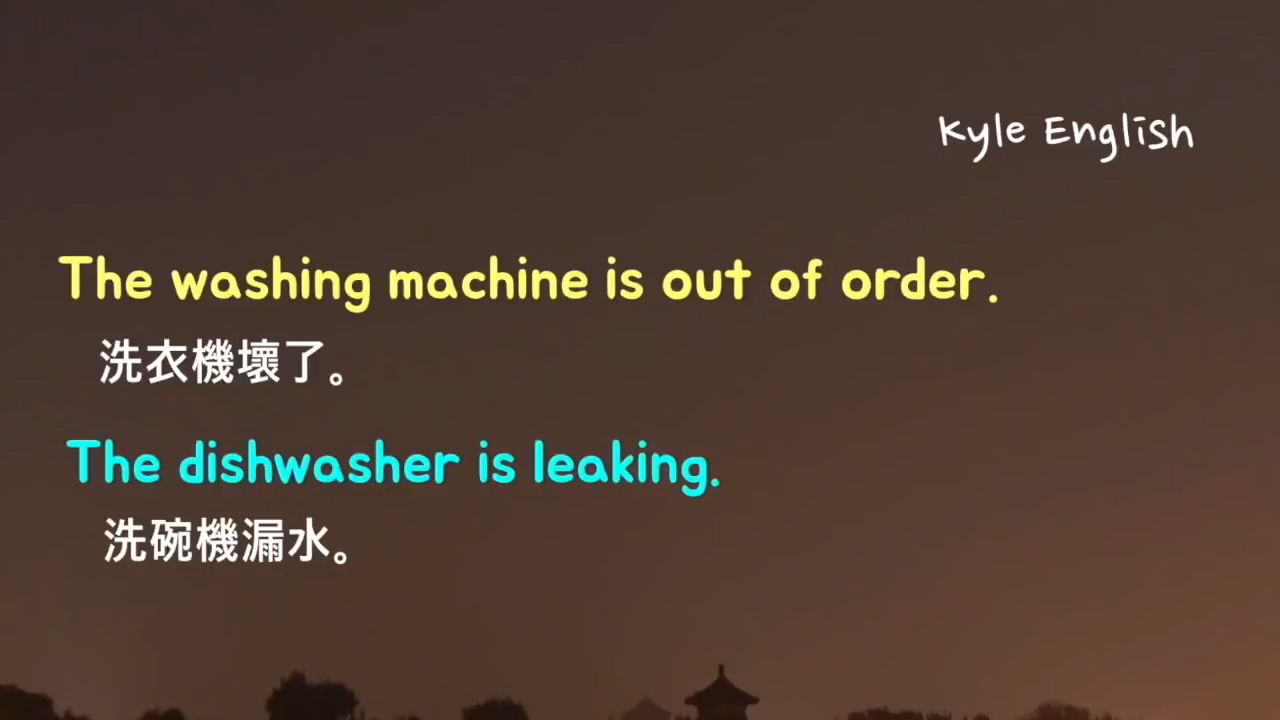 Kyle English
The washing machine is out of order.
洗衣機壞了。
The dishwasher is leaking.
洗碗機漏水。